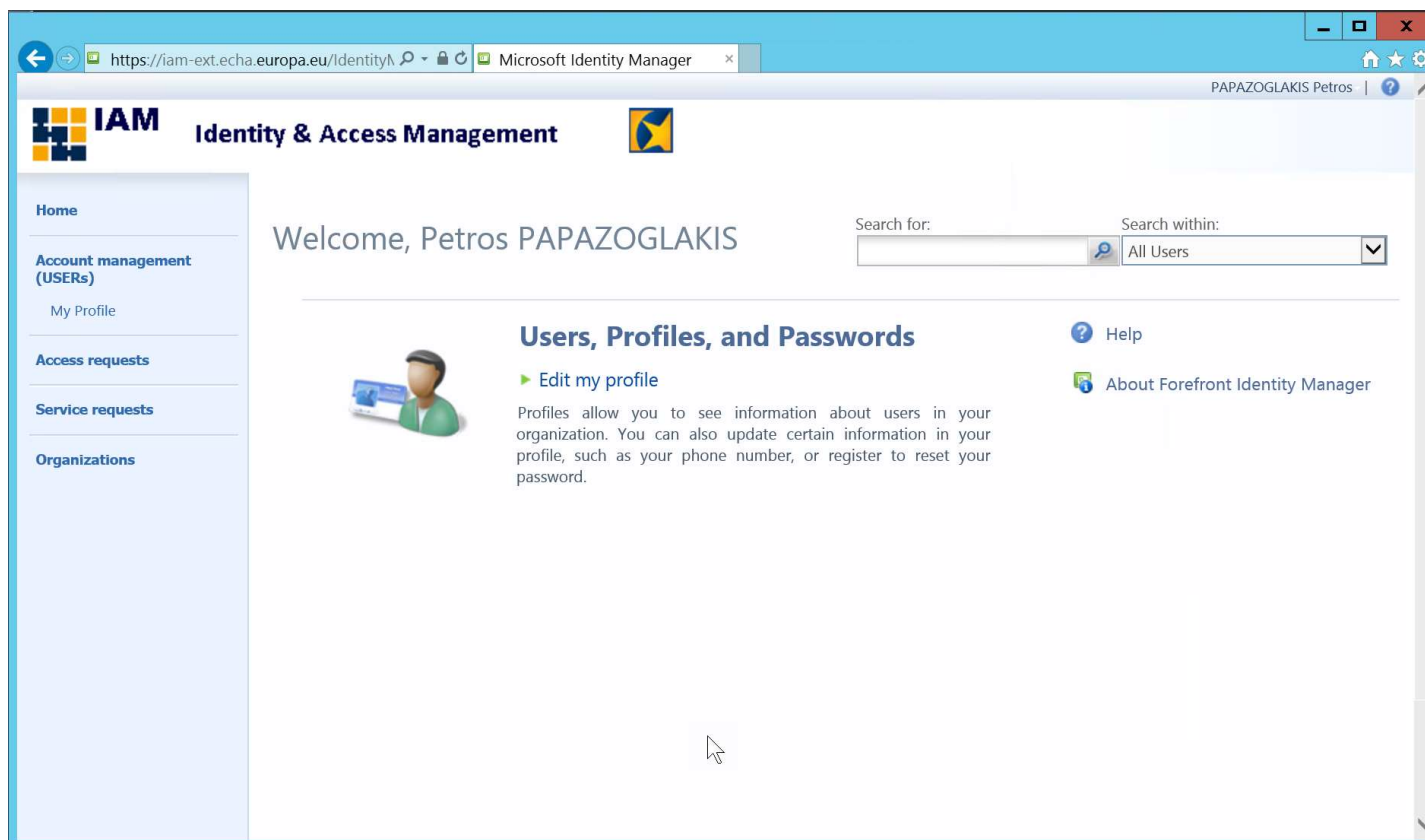 https://iam-ext.echa.europa.eu/Identity
Microsoft Identity Manager
PAPAZOGLAKIS Petros |
IAM
Identity & Access Management
Home
Account management
(USERs)
My Profile
Access requests
Service requests
Organizations
Welcome, Petros PAPAZOGLAKIS
Search for:
Search within:
All Users
Users, Profiles, and Passwords
Edit my profile
Profiles allow you to see information about users in your
organization. You can also update certain information in your
profile, such as your phone number, or register to reset your
password.
Help
About Forefront Identity Manager